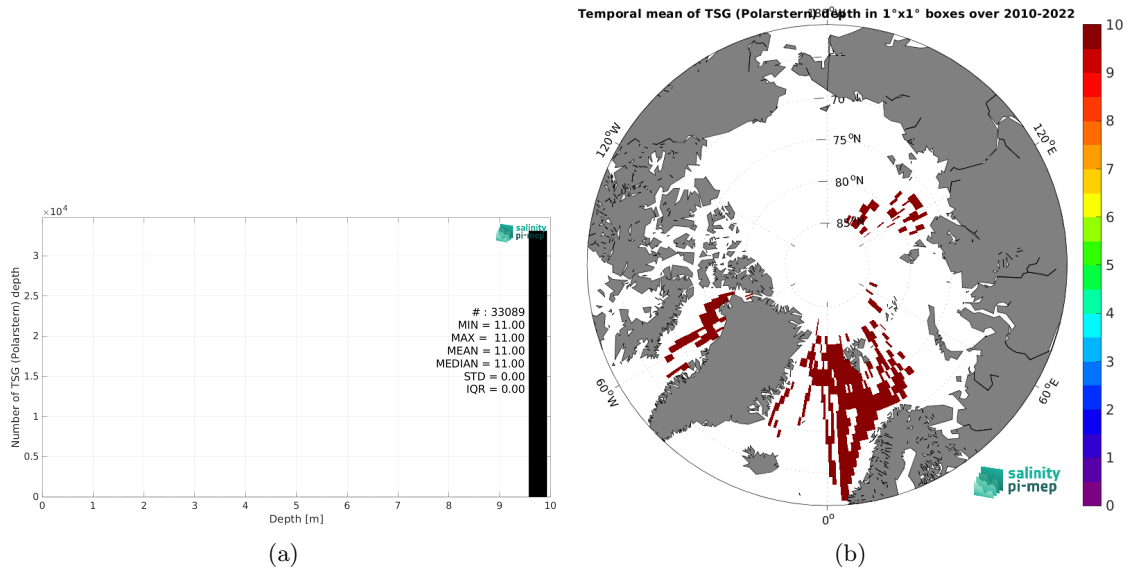 ×10⁴
3
2.5
2
1.5
1
0.5
0
Number of TSG (Polarstern) depth
salinity
pi-mep
# : 33089
MIN = 11.00
MAX = 11.00
MEAN = 11.00
MEDIAN = 11.00
STD = 0.00
IQR = 0.00
0 1 2 3 4 5 6 7 8 9 10
Depth [m]
(a)
Temporal mean of TSG (Polarstern) depth in 1°x1° boxes over 2010-2022
180°W
120°W
120°E
70
75°N
80°N
85°N
60°W
60°E
0°
salinity
pi-mep
10
9
8
7
6
5
4
3
2
1
0
(b)